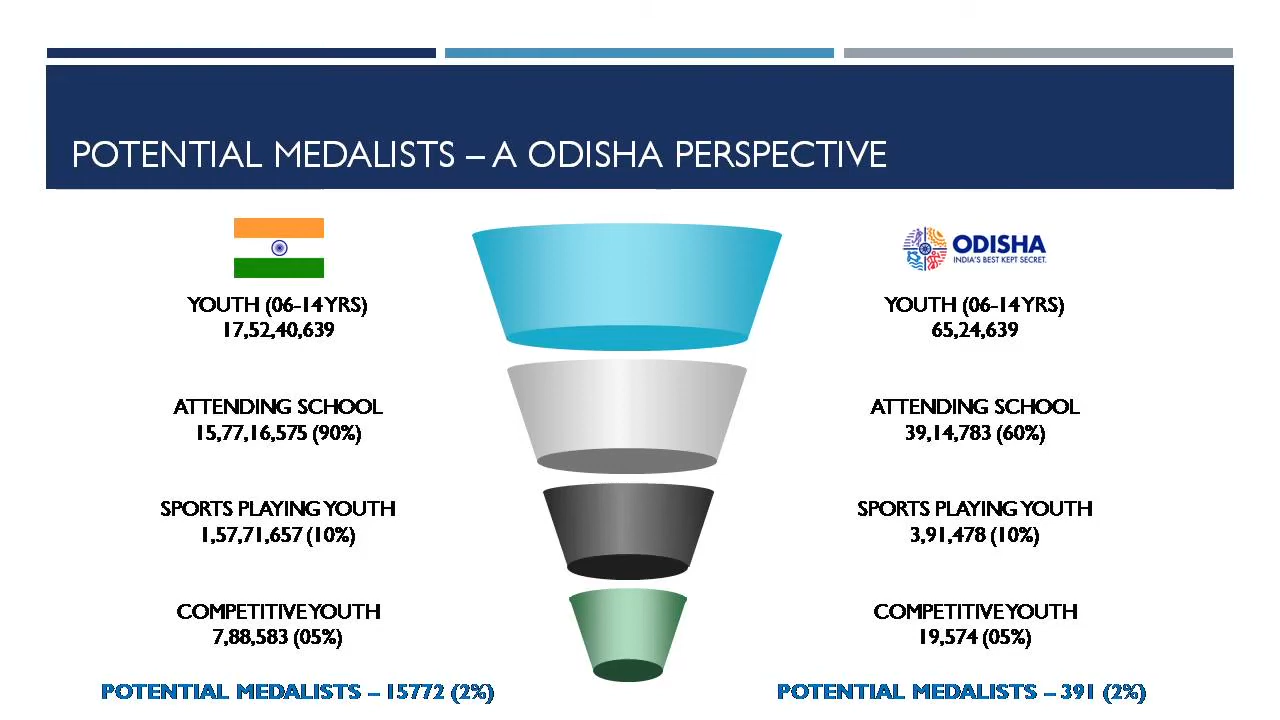 POTENTIAL MEDALISTS – A ODISHA PERSPECTIVE
YOUTH (06-14 YRS)
17,52,40,639
ATTENDING SCHOOL
15,77,16,575 (90%)
SPORTS PLAYING YOUTH
1,57,71,657 (10%)
COMPETITIVE YOUTH
7,88,583 (05%)
POTENTIAL MEDALISTS – 15772 (2%)
ODISHA
INDIA'S BEST KEPT SECRET.
YOUTH (06-14 YRS)
65,24,639
ATTENDING SCHOOL
39,14,783 (60%)
SPORTS PLAYING YOUTH
3,91,478 (10%)
COMPETITIVE YOUTH
19,574 (05%)
POTENTIAL MEDALISTS – 391 (2%)